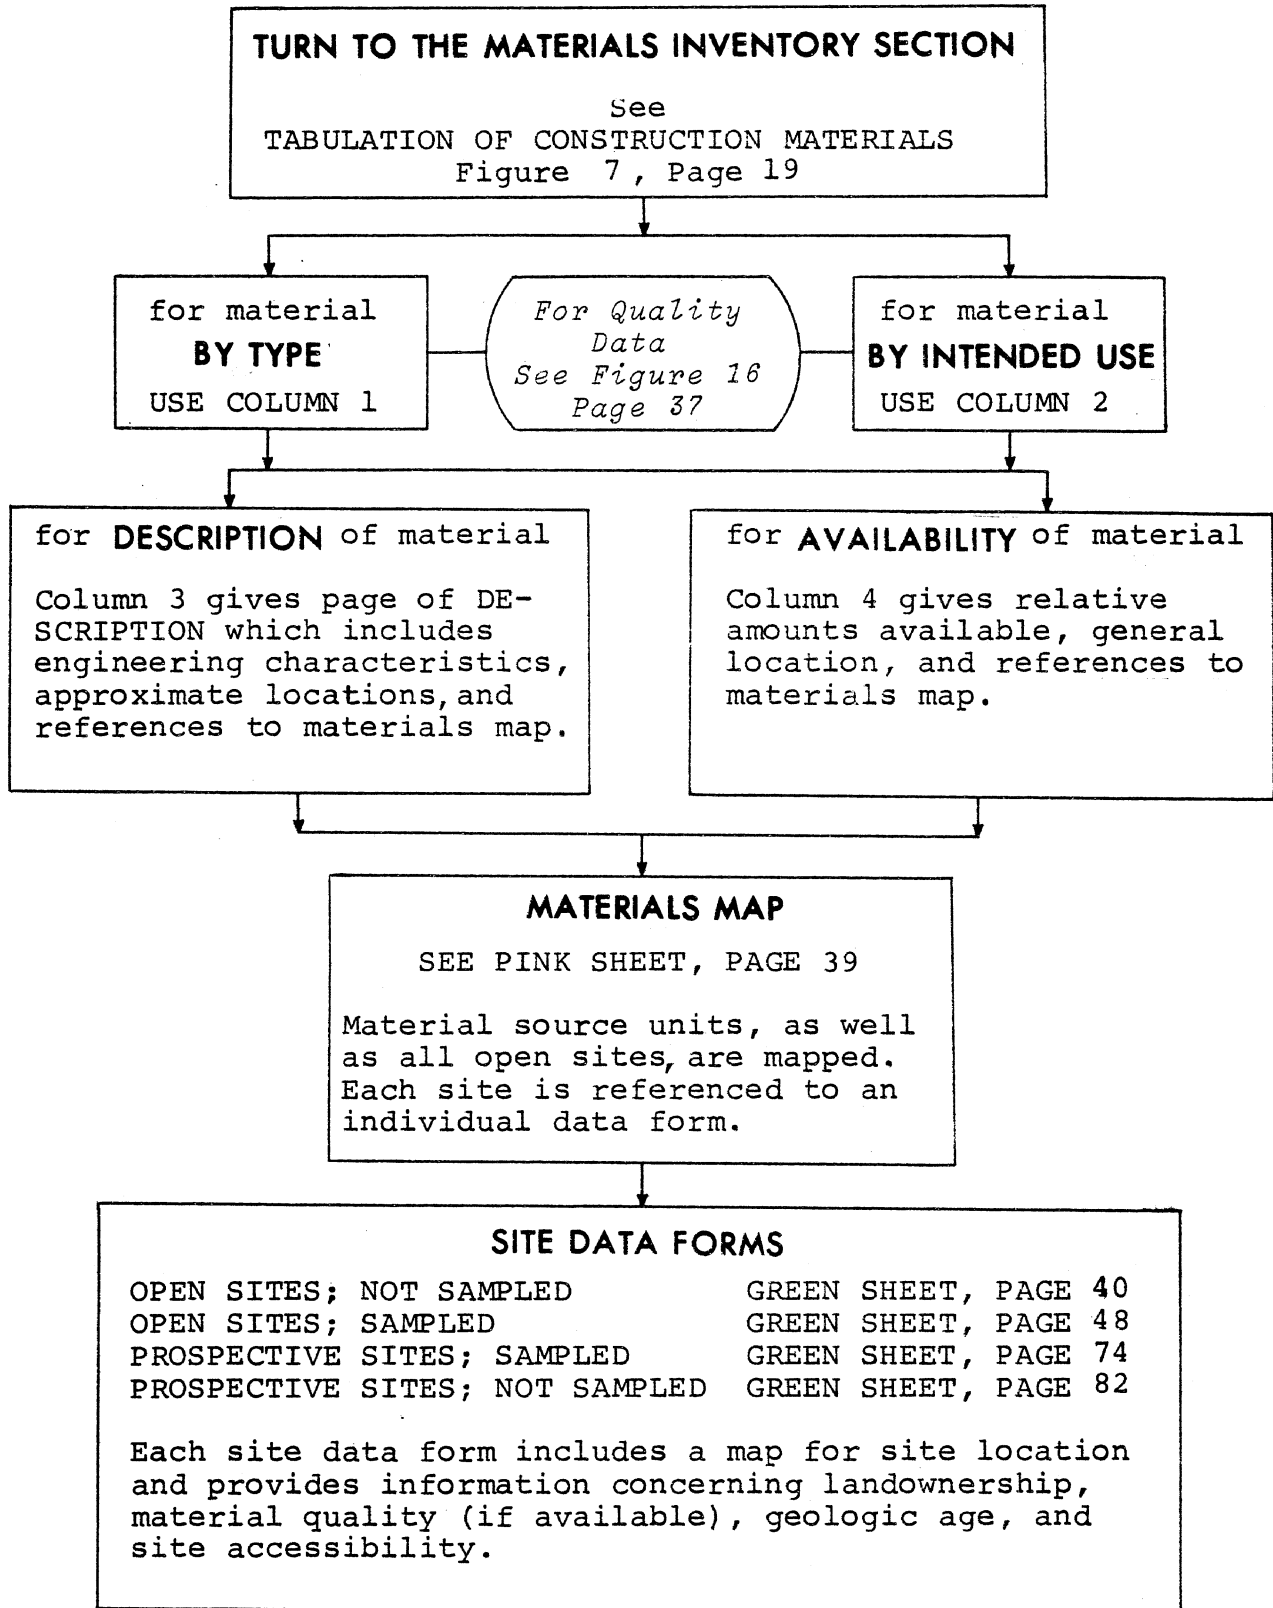 TURN TO THE MATERIALS INVENTORY SECTION
See
TABULATION OF CONSTRUCTION MATERIALS
Figure 7, Page 19
for material
BY TYPE
USE COLUMN 1
For Quality
Data
See Figure 16
Page 37
for material
BY INTENDED USE
USE COLUMN 2
for DESCRIPTION of material
Column 3 gives page of DE-
SCRIPTION which includes
engineering characteristics,
approximate locations, and
references to materials map.
for AVAILABILITY of material
Column 4 gives relative
amounts available, general
location, and references to
materials map.
MATERIALS MAP
SEE PINK SHEET, PAGE 39
Material source units, as well
as all open sites, are mapped.
Each site is referenced to an
individual data form.
SITE DATA FORMS
OPEN SITES; NOT SAMPLED GREEN SHEET, PAGE 40
OPEN SITES; SAMPLED GREEN SHEET, PAGE 48
PROSPECTIVE SITES; SAMPLED GREEN SHEET, PAGE 74
PROSPECTIVE SITES; NOT SAMPLED GREEN SHEET, PAGE 82
Each site data form includes a map for site location
and provides information concerning landownership,
material quality (if available), geologic age, and
site accessibility.